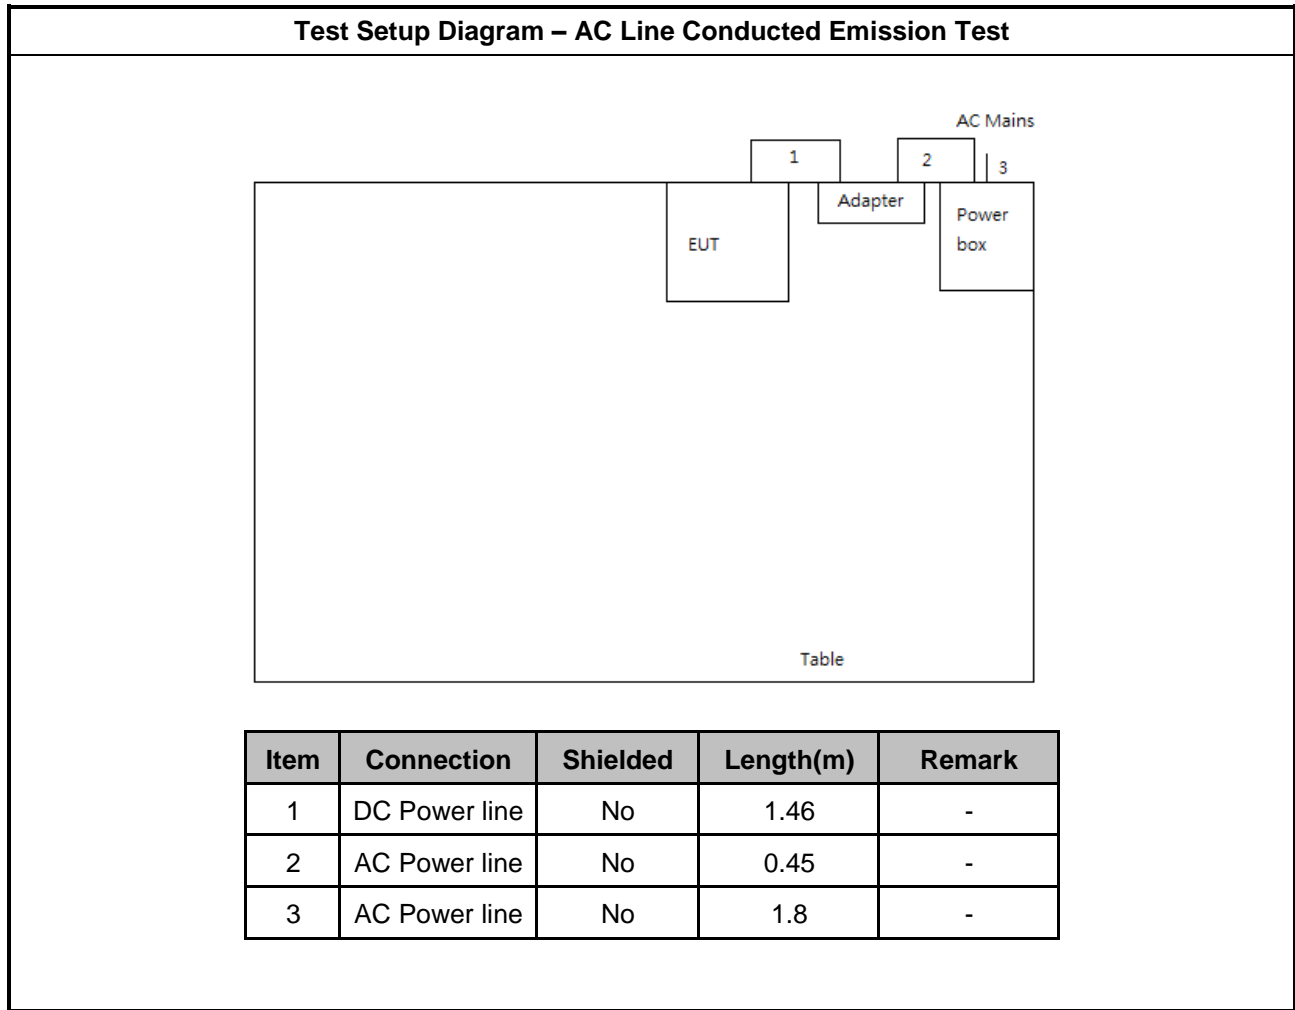 Test Setup Diagram – AC Line Conducted Emission Test
AC Mains
1
2
3
Adapter
Power
box
EUT
Table
Item Connection Shielded Length(m) Remark
1 DC Power line No 1.46 -
2 AC Power line No 0.45 -
3 AC Power line No 1.8 -